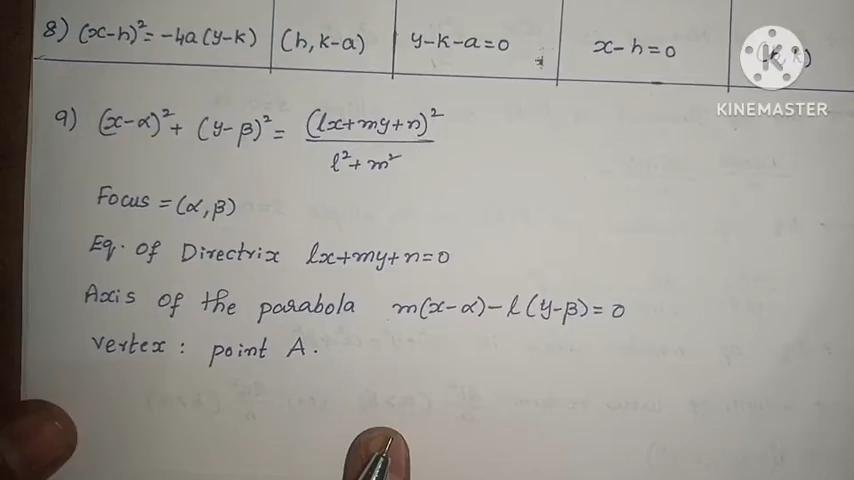 8) (x-h)² = -4a(y-k) (h, k-a) y-k-a=0 x-h=0
KINEMASTER
9) (x-α)² + (y-β)² = (lx+my+n)² / l²+m²
Focus = (α, β)
Eq. of Directrix lx+my+n=0
Axis of the parabola m(x-α)-l(y-β)=0
vertex: point A.